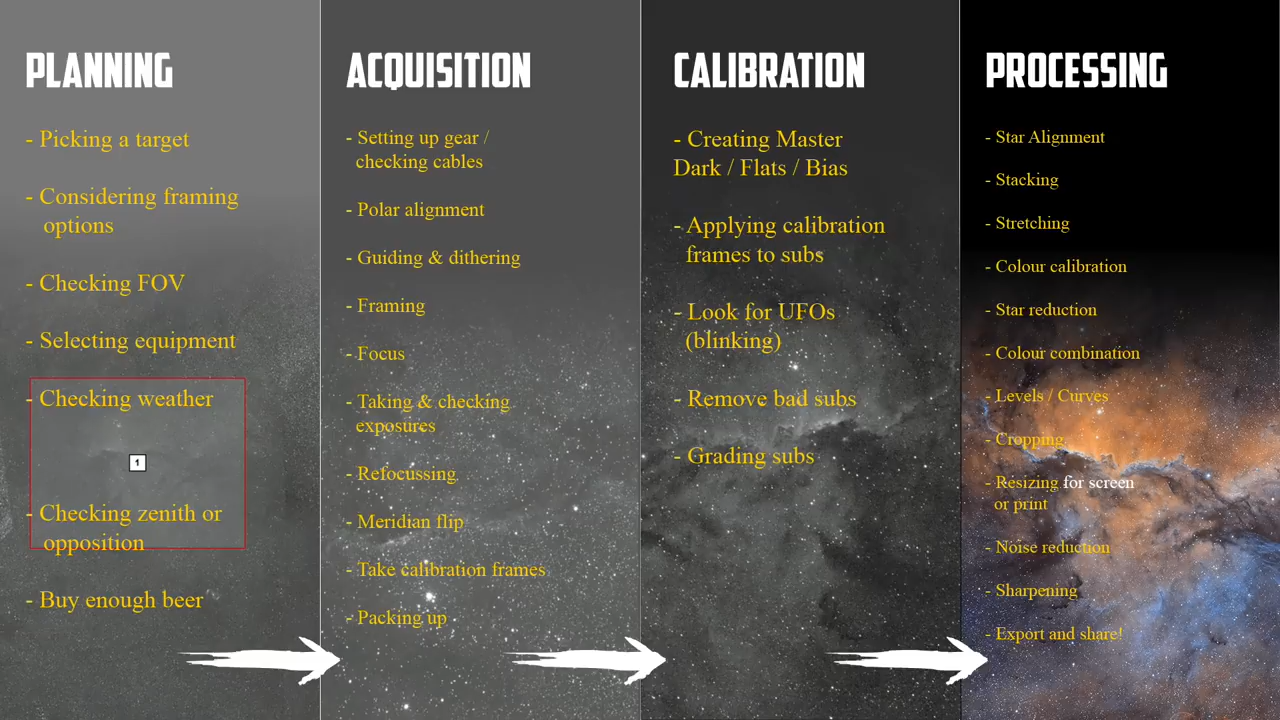 PLANNING
- Picking a target
- Considering framing
options
- Checking FOV
- Selecting equipment
- Checking weather
1
- Checking zenith or
opposition
- Buy enough beer
ACQUISITION
- Setting up gear /
checking cables
- Polar alignment
- Guiding & dithering
- Framing
- Focus
- Taking & checking
exposures
- Refocussing
- Meridian flip
- Take calibration frames
- Packing up
CALIBRATION
- Creating Master
Dark / Flats / Bias
- Applying calibration
frames to subs
- Look for UFOs
(blinking)
- Remove bad subs
- Grading subs
PROCESSING
- Star Alignment
- Stacking
- Stretching
- Colour calibration
- Star reduction
- Colour combination
- Levels / Curves
- Cropping
- Resizing for screen
or print
- Noise reduction
- Sharpening
- Export and share!